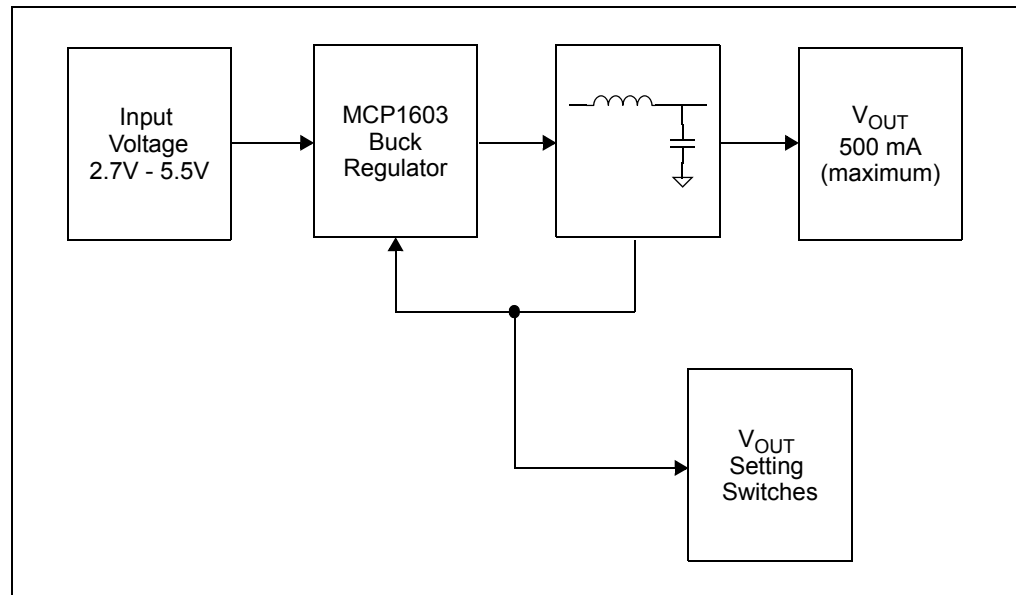 Input
Voltage
2.7V - 5.5V
MCP1603
Buck
Regulator
VOUT
500 mA
(maximum)
VOUT
Setting
Switches